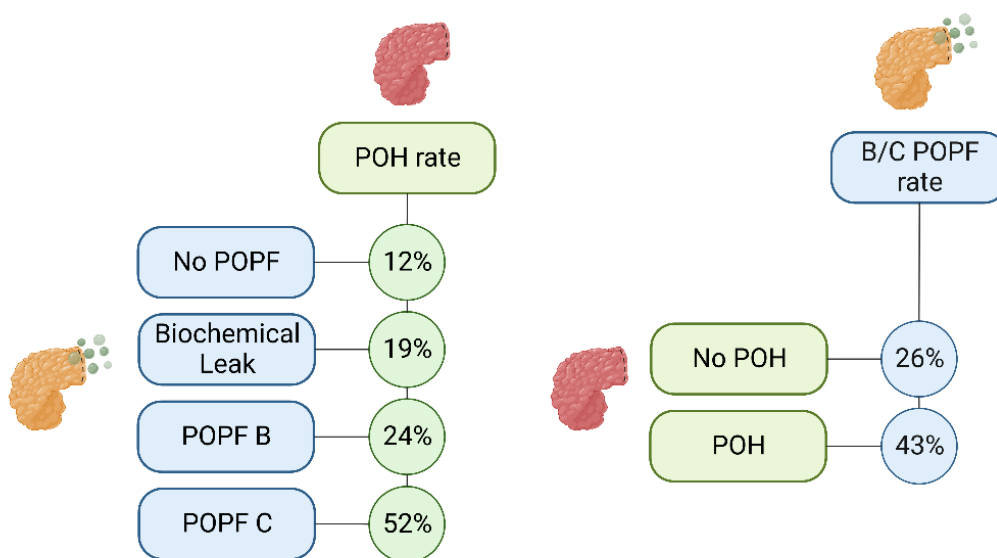 POH rate
No POPF
12%
Biochemical
Leak
19%
POPF B
24%
POPF C
52%
B/C POPF
rate
No POH
26%
POH
43%